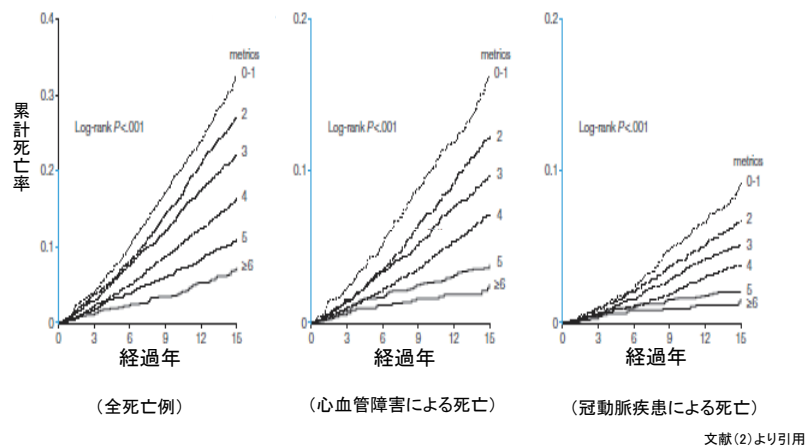 累計死亡率
0.4
0.3
0.2
0.1
0
metrics
0-1
2
3
4
5
≥6
Log-rank P<.001
0 3 6 9 12 15
経過年
(全死亡例)
0.2
0.1
0
metrics
0-1
2
3
4
5
≥6
Log-rank P<.001
0 3 6 9 12 15
経過年
(心血管障害による死亡)
0.2
0.1
0
metrics
0-1
2
3
4
5
≥6
Log-rank P<.001
0 3 6 9 12 15
経過年
(冠動脈疾患による死亡)
文献(2)より引用